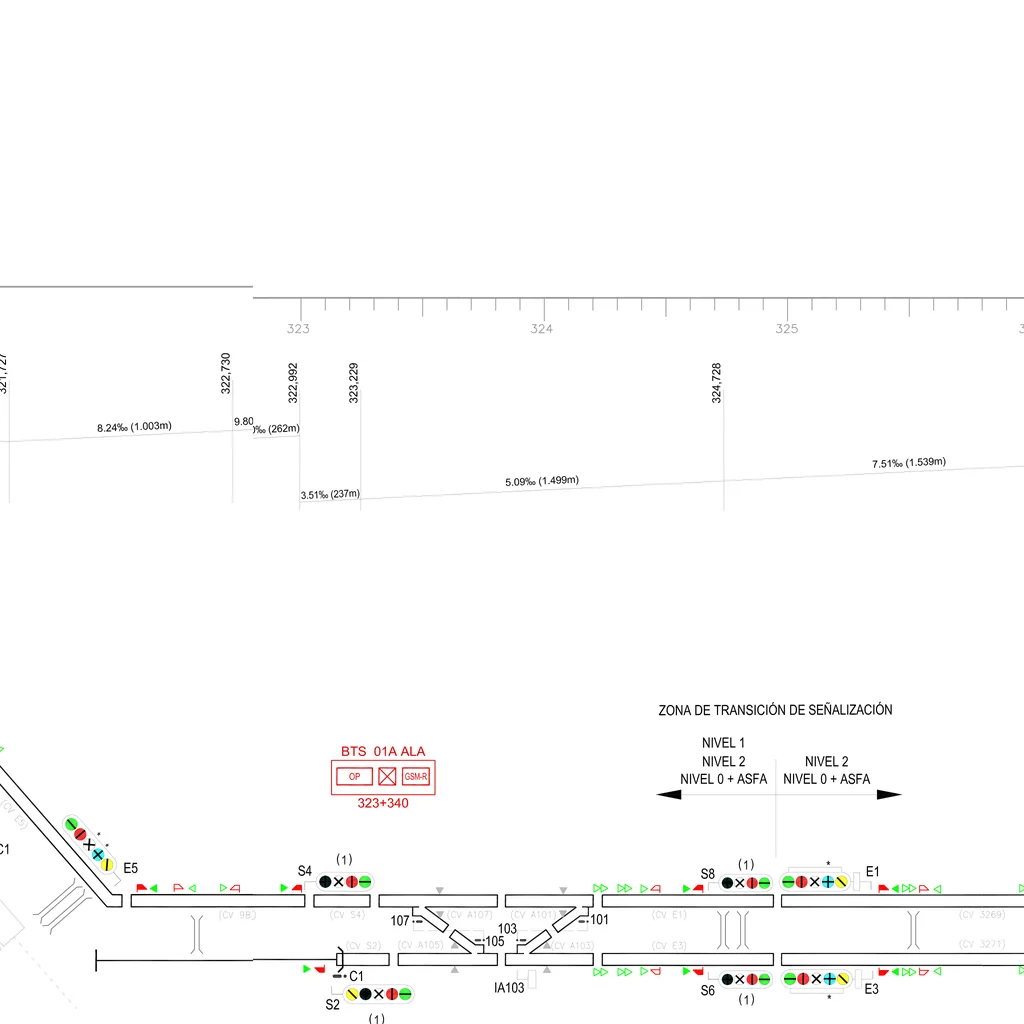 323
324
325
321,727
322,730
322,992
323,229
324,728
8.24‰ (1.003m)
9.80
‰ (262m)
3.51‰ (237m)
5.09‰ (1.499m)
7.51‰ (1.539m)
ZONA DE TRANSICIÓN DE SEÑALIZACIÓN
NIVEL 1
NIVEL 2
NIVEL 0 + ASFA
NIVEL 2
NIVEL 0 + ASFA
BTS 01A ALA
OP
GSM-R
323+340
(CV E5)
C1
E5
*
*
S4
(1)
S8
(1)
*
E1
(CV 9B)
(CV S4)
107
(CV A107)
(CV A101)
101
(CV E1)
(CV 3269)
103
105
(CV S2)
(CV A105)
(CV A103)
(CV E3)
(CV 3271)
C1
S2
(1)
IA103
S6
(1)
*
E3